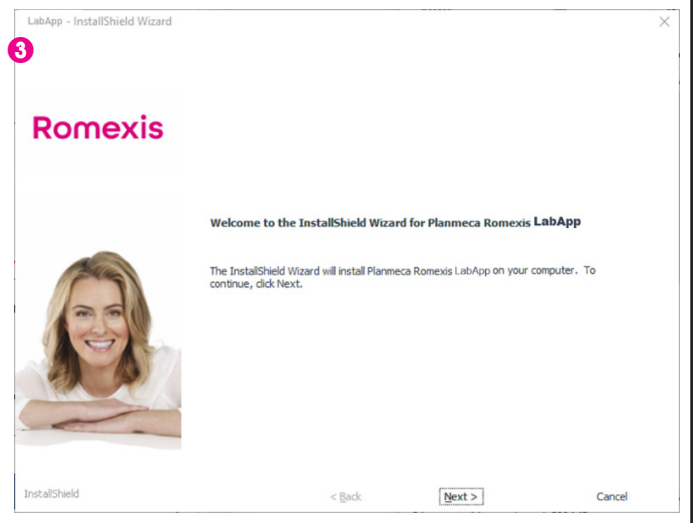 LabApp - InstallShield Wizard
3
Romexis
Welcome to the InstallShield Wizard for Planmeca Romexis LabApp
The InstallShield Wizard will install Planmeca Romexis LabApp on your computer. To
continue, click Next.
InstallShield
< Back
Next >
Cancel